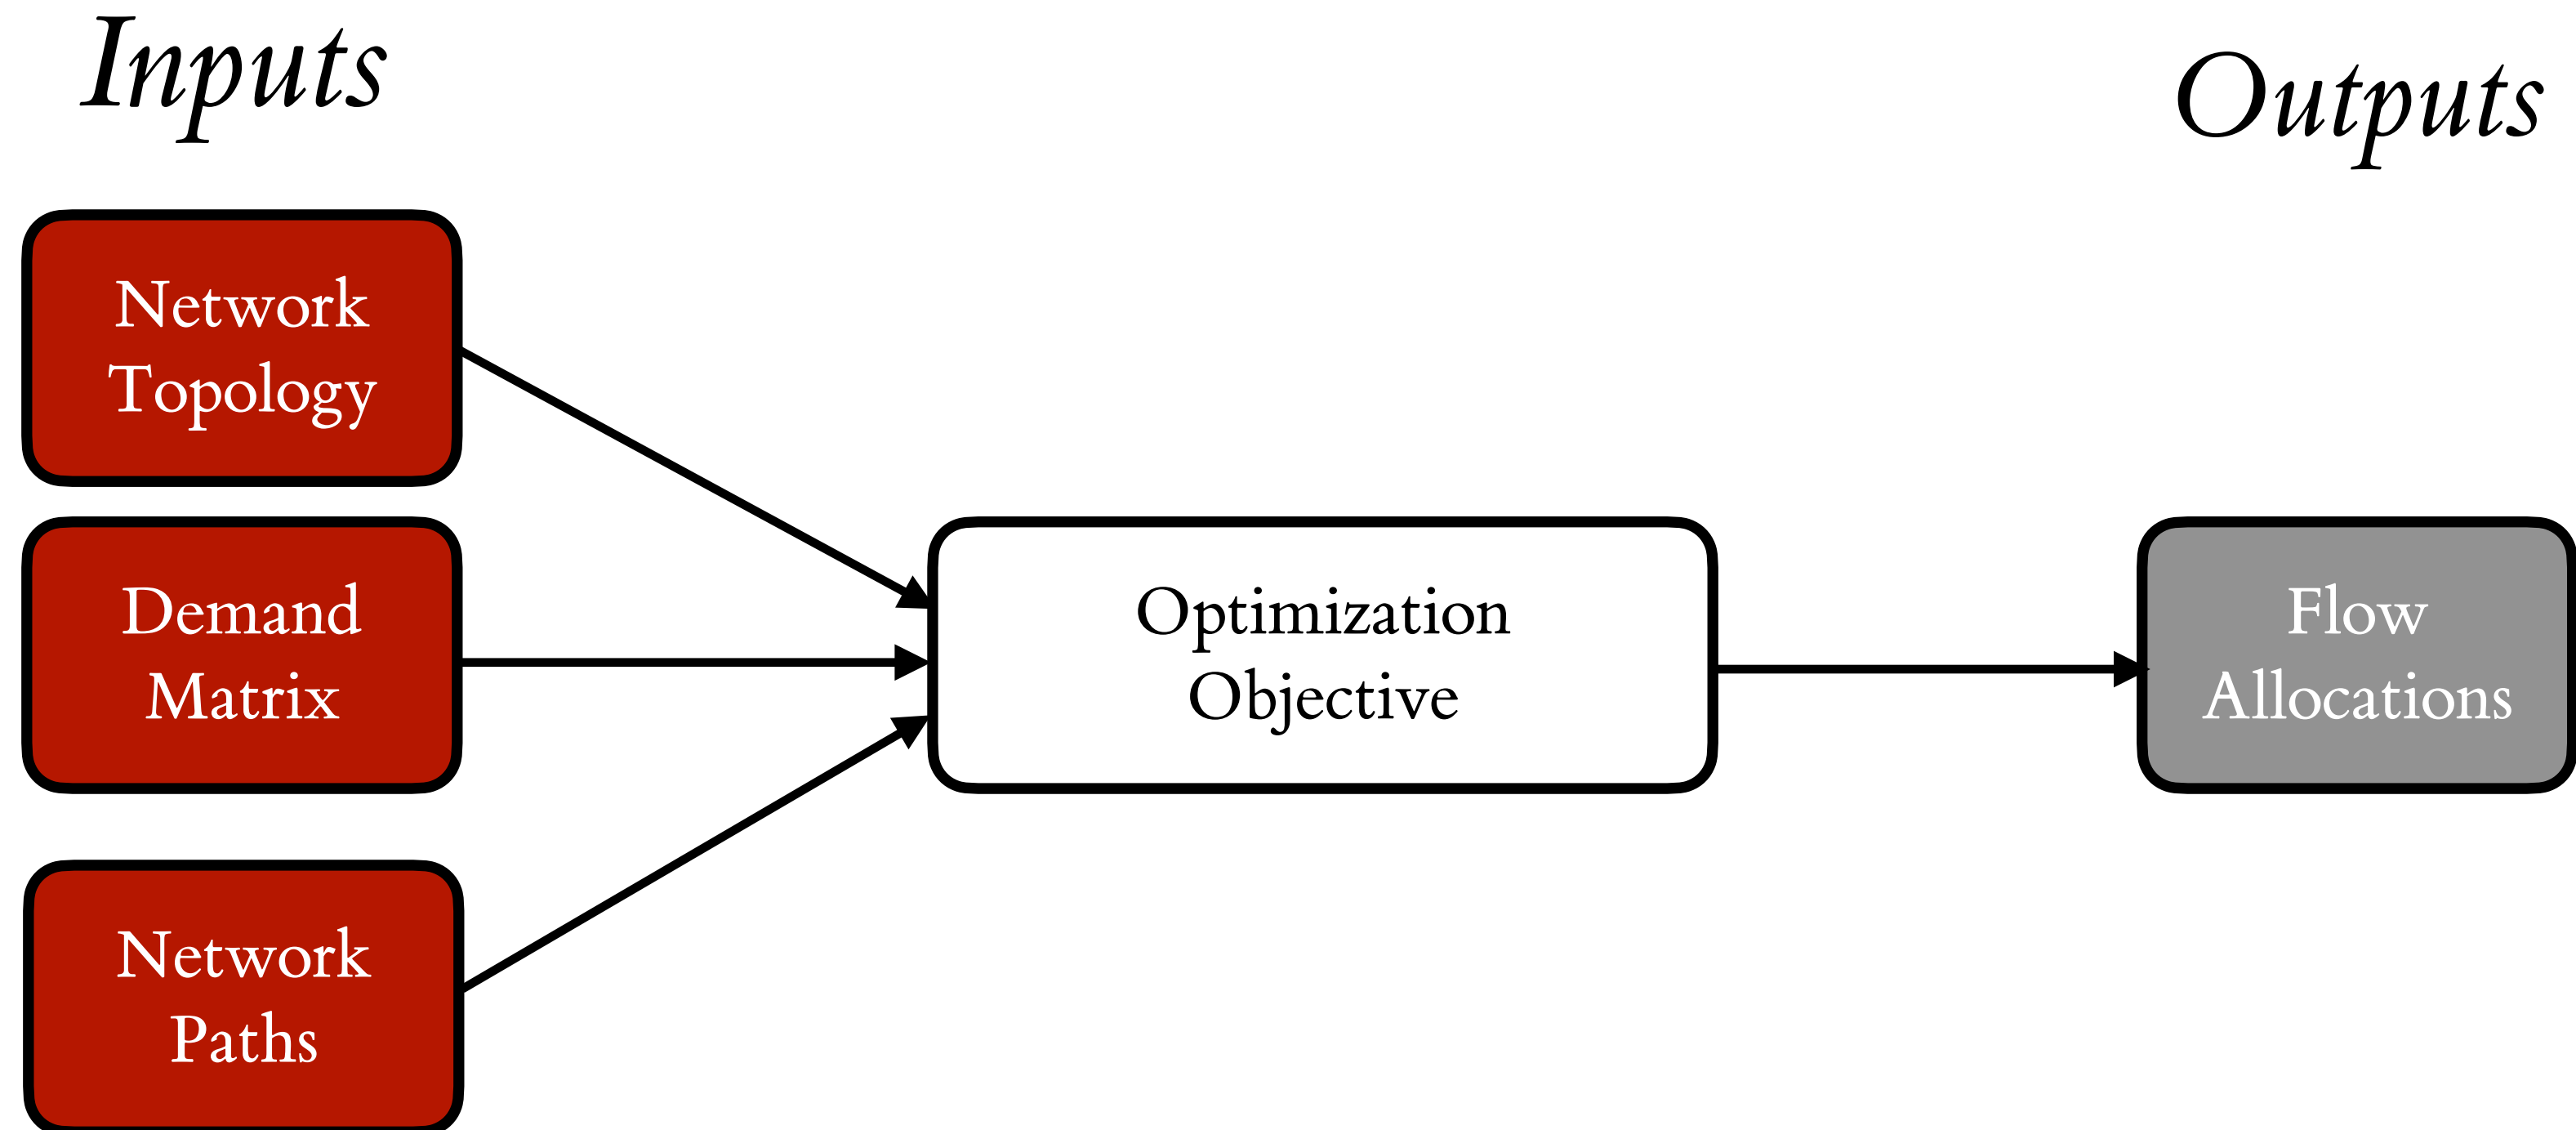 Inputs
Outputs
Network
Topology
Demand
Matrix
Network
Paths
Optimization
Objective
Flow
Allocations